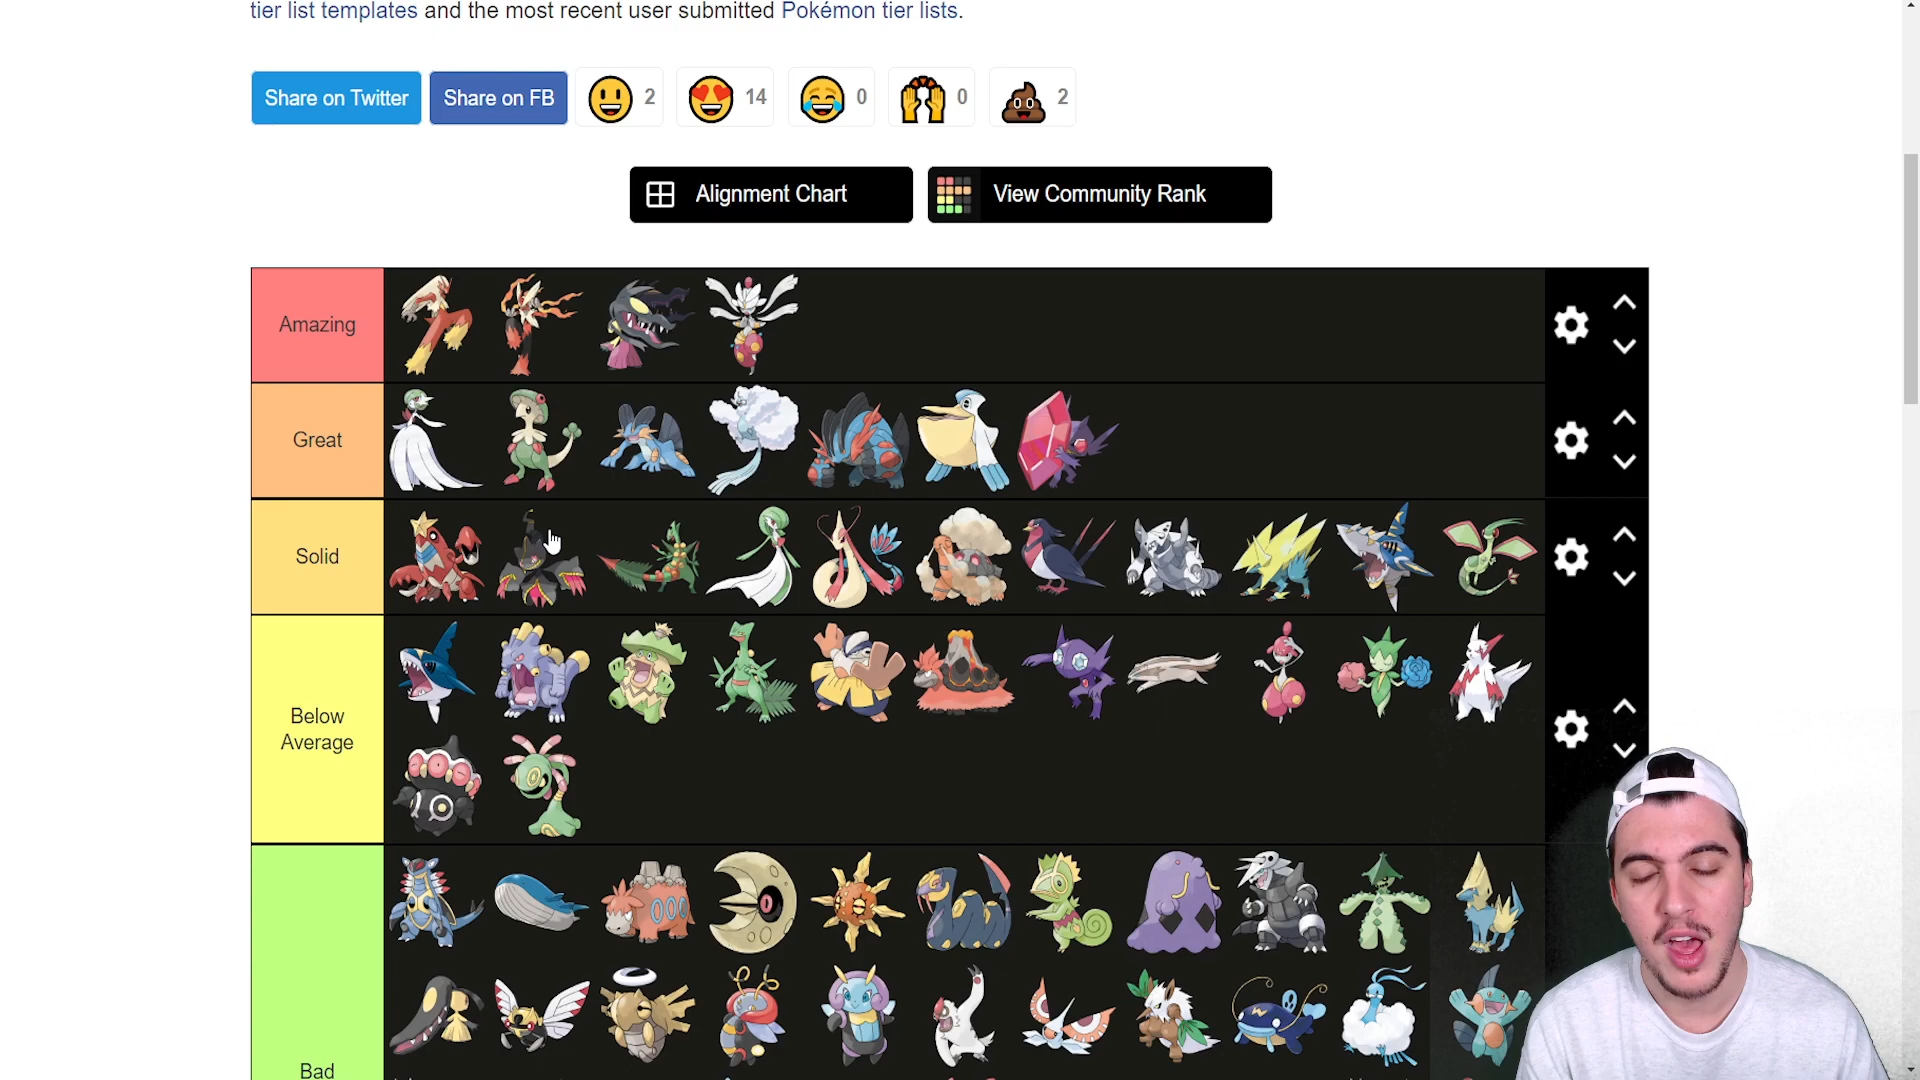 tier list templates and the most recent user submitted Pokémon tier lists.
Share on Twitter
Share on FB
2
14
0
0
2
Alignment Chart
View Community Rank
Amazing
Great
Solid
Below
Average
Bad